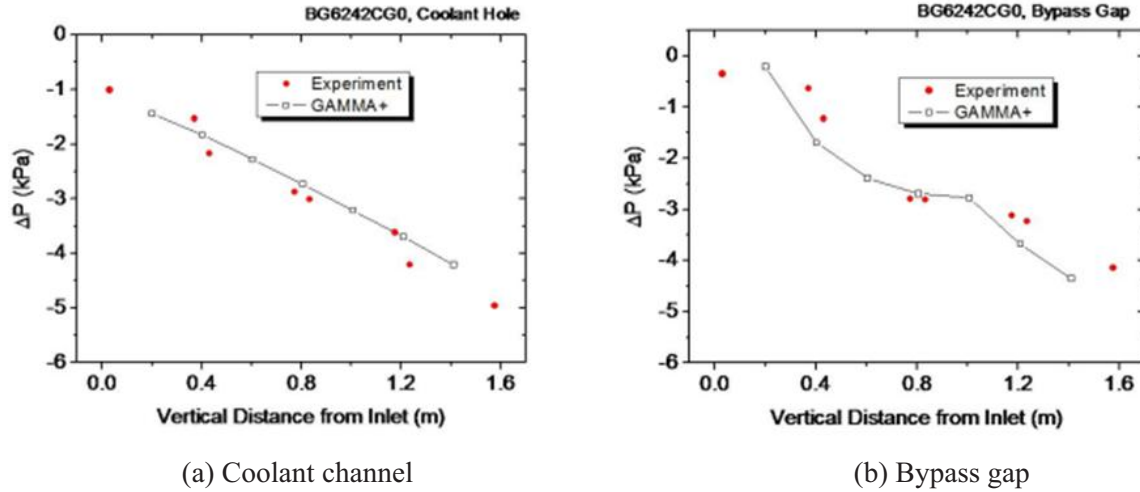 BG6242CG0, Coolant Hole
-1
-2
-3
-4
-5
-6
ΔP (kPa)
Experiment
GAMMA+
0.0 0.4 0.8 1.2 1.6
Vertical Distance from Inlet (m)
(a) Coolant channel
BG6242CG0, Bypass Gap
0
-1
-2
-3
-4
-5
-6
ΔP (kPa)
Experiment
GAMMA+
0.0 0.4 0.8 1.2 1.6
Vertical Distance from Inlet (m)
(b) Bypass gap